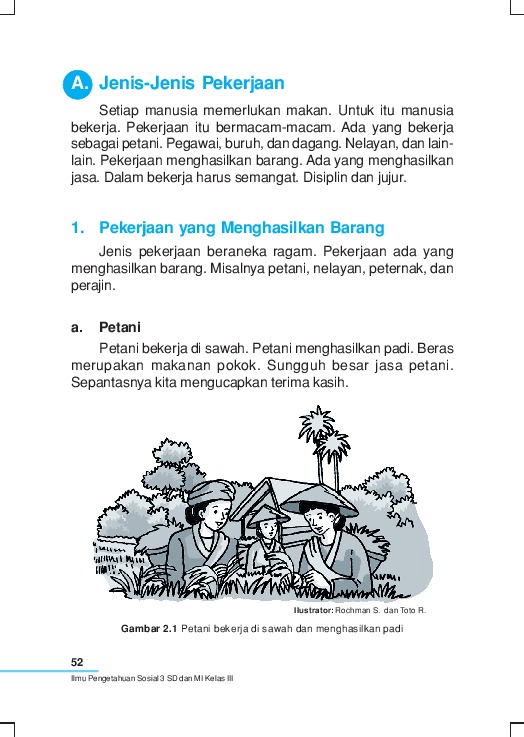 A. Jenis-Jenis Pekerjaan
Setiap manusia memerlukan makan. Untuk itu manusia
bekerja. Pekerjaan itu bermacam-macam. Ada yang bekerja
sebagai petani. Pegawai, buruh, dan dagang. Nelayan, dan lain-
lain. Pekerjaan menghasilkan barang. Ada yang menghasilkan
jasa. Dalam bekerja harus semangat. Disiplin dan jujur.
1. Pekerjaan yang Menghasilkan Barang
Jenis pekerjaan beraneka ragam. Pekerjaan ada yang
menghasilkan barang. Misalnya petani, nelayan, peternak, dan
perajin.
a. Petani
Petani bekerja di sawah. Petani menghasilkan padi. Beras
merupakan makanan pokok. Sungguh besar jasa petani.
Sepantasnya kita mengucapkan terima kasih.
Ilustrator: Rochman S. dan Toto R.
Gambar 2.1 Petani bekerja di sawah dan menghasilkan padi
52
Ilmu Pengetahuan Sosial 3 SD dan MI Kelas III